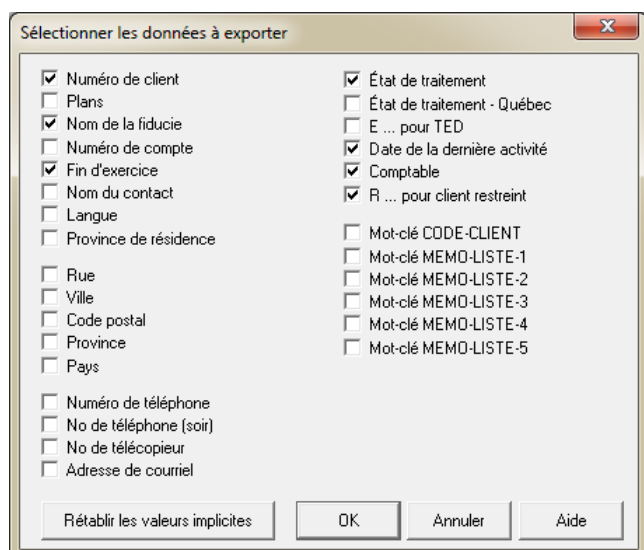 Sélectionner les données à exporter
Numéro de client
Plans
Nom de la fiducie
Numéro de compte
Fin d'exercice
Nom du contact
Langue
Province de résidence
Rue
Ville
Code postal
Province
Pays
Numéro de téléphone
No de téléphone (soir)
No de télécopieur
Adresse de courriel
État de traitement
État de traitement - Québec
E ... pour TED
Date de la dernière activité
Comptable
R ... pour client restreint
Mot-clé CODE-CLIENT
Mot-clé MEMO-LISTE-1
Mot-clé MEMO-LISTE-2
Mot-clé MEMO-LISTE-3
Mot-clé MEMO-LISTE-4
Mot-clé MEMO-LISTE-5
Rétablir les valeurs implicites
OK
Annuler
Aide